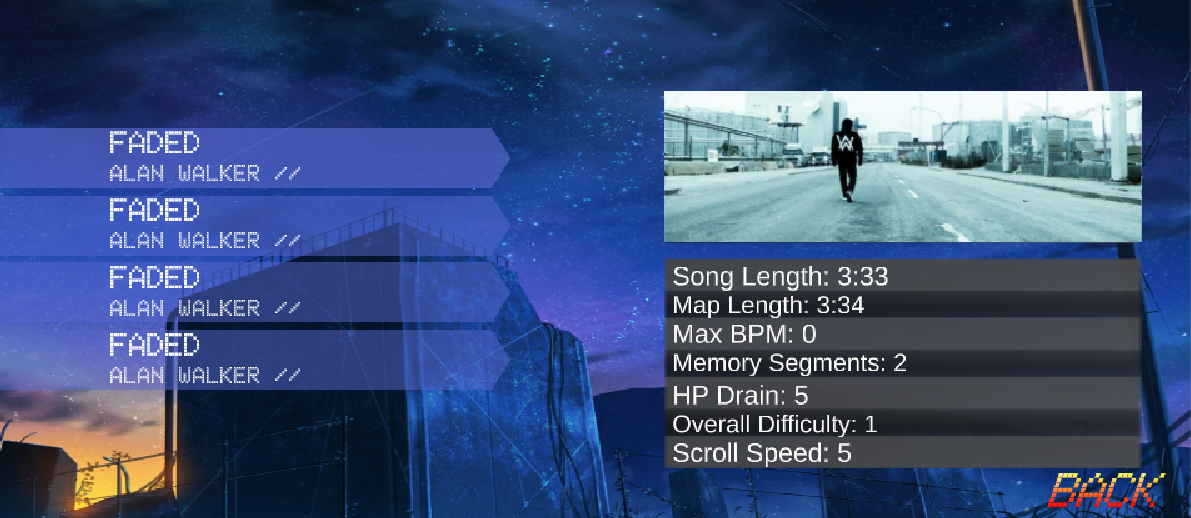 FADED
ALAN WALKER //
FADED
ALAN WALKER //
FADED
ALAN WALKER //
FADED
ALAN WALKER //
Song Length: 3:33
Map Length: 3:34
Max BPM: 0
Memory Segments: 2
HP Drain: 5
Overall Difficulty: 1
Scroll Speed: 5
BACK